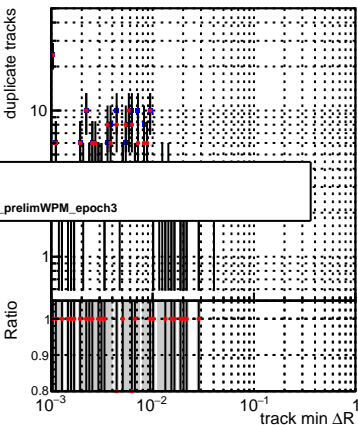 duplicate tracks
10
_prelimWPM_epoch3
1
Ratio
1
0.9
0.8
10⁻³ 10⁻² 10⁻¹ 1
track min ΔR